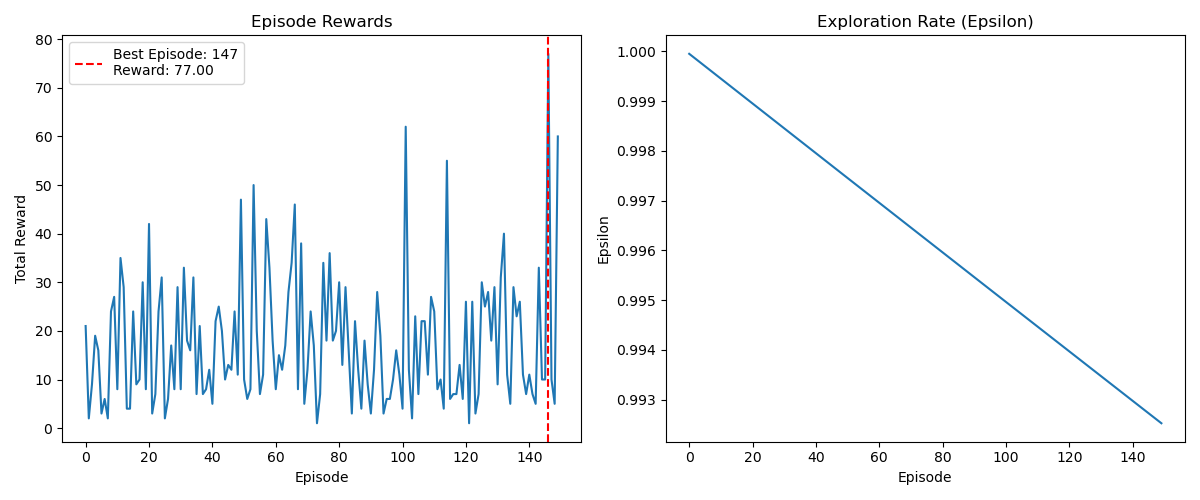 Episode Rewards
80
70
60
50
40
30
20
10
0
Total Reward
Best Episode: 147
Reward: 77.00
0 20 40 60 80 100 120 140
Episode
Exploration Rate (Epsilon)
1.000
0.999
0.998
0.997
0.996
0.995
0.994
0.993
Epsilon
0 20 40 60 80 100 120 140
Episode